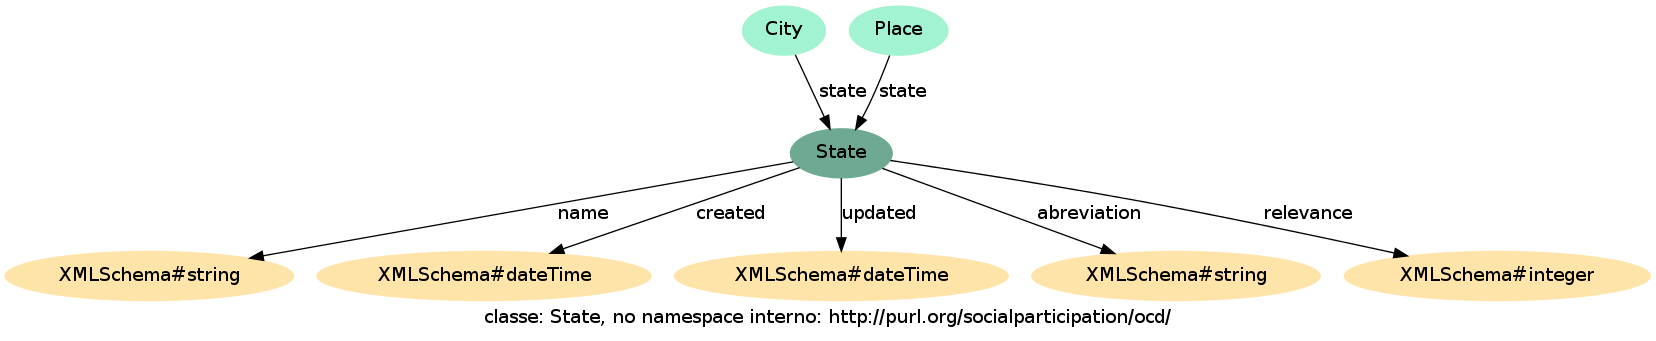 City Place
state state
State
name created updated abreviation relevance
XMLSchema#string XMLSchema#dateTime XMLSchema#dateTime XMLSchema#string XMLSchema#integer
classe: State, no namespace interno: http://purl.org/socialparticipation/ocd/